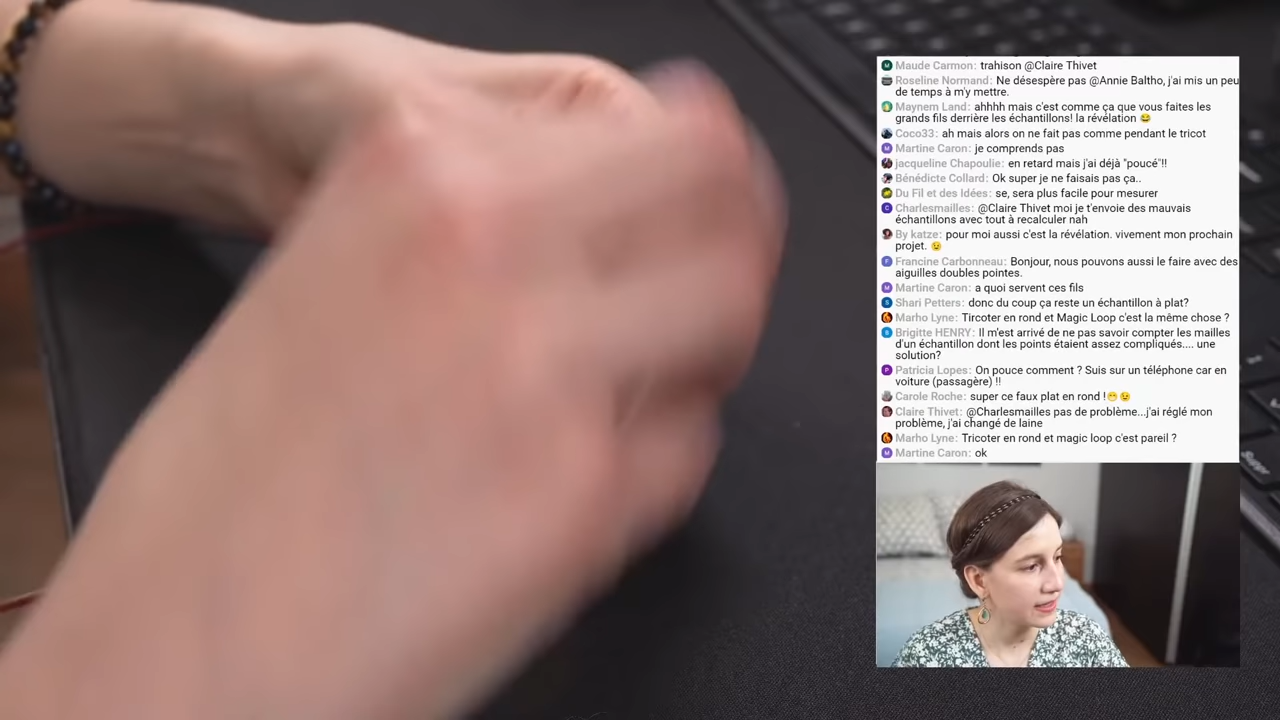 Maude Carmon: trahison @Claire Thivet
Roseline Normand: Ne désespère pas @Annie Baltho, j'ai mis un peu
de temps à m'y mettre.
Maynem Land: ahhhh mais c'est comme ça que vous faites les
grands fils derrière les échantillons! la révélation 😂
Coco33: ah mais alors on ne fait pas comme pendant le tricot
Martine Caron: je comprends pas
jacqueline Chapoulie: en retard mais j'ai déjà "poucé"!!
Bénédicte Collard: Ok super je ne faisais pas ça..
Du Fil et des Idées: se, sera plus facile pour mesurer
Charlesmailles: @Claire Thivet moi je t'envoie des mauvais
échantillons avec tout à recalculer nah
By katze: pour moi aussi c'est la révélation. vivement mon prochain
projet. 😉
Francine Carbonneau: Bonjour, nous pouvons aussi le faire avec des
aiguilles doubles pointes.
Martine Caron: a quoi servent ces fils
Shari Petters: donc du coup ça reste un échantillon à plat?
Marho Lyne: Tircoter en rond et Magic Loop c'est la même chose ?
Brigitte HENRY: Il m'est arrivé de ne pas savoir compter les mailles
d'un échantillon dont les points étaient assez compliqués.... une
solution?
Patricia Lopes: On pouce comment ? Suis sur un téléphone car en
voiture (passagère) !!
Carole Roche: super ce faux plat en rond !😁😉
Claire Thivet: @Charlesmailles pas de problème...j'ai réglé mon
problème, j'ai changé de laine
Marho Lyne: Tricoter en rond et magic loop c'est pareil ?
Martine Caron: ok
Suppr